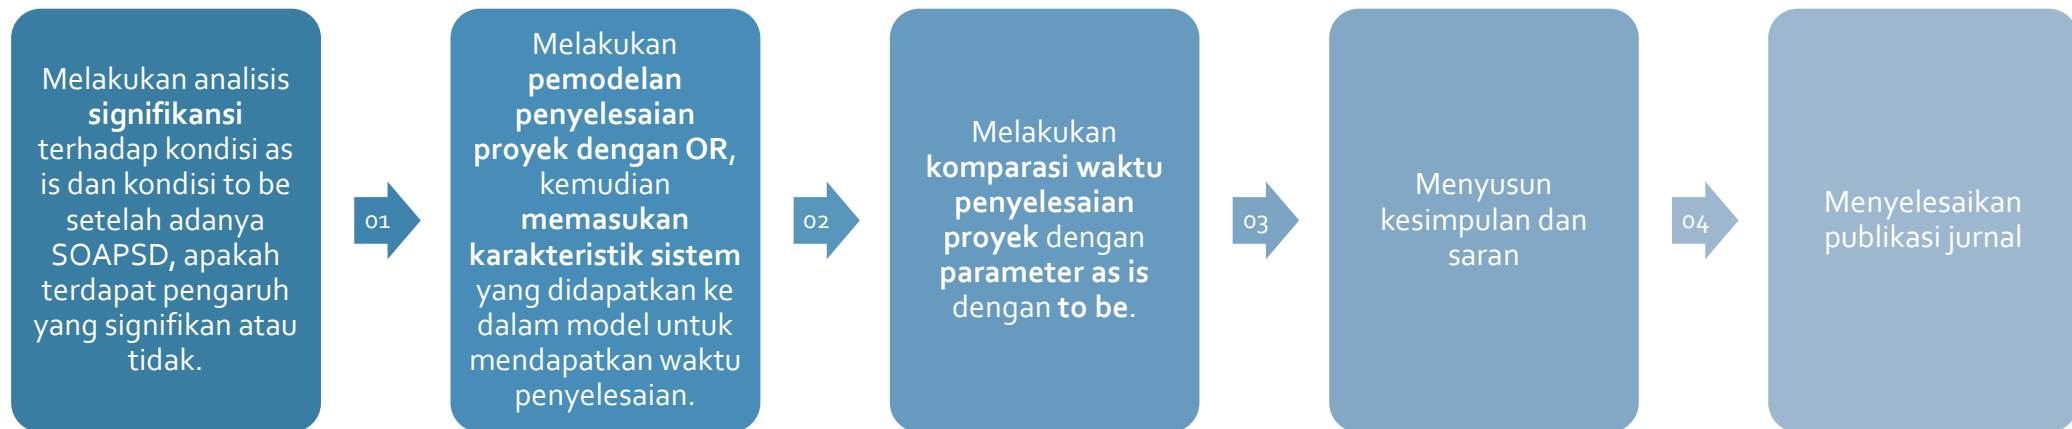 Melakukan analisis
signifikansi
terhadap kondisi as
is dan kondisi to be
setelah adanya
SOAPSD, apakah
terdapat pengaruh
yang signifikan atau
tidak.
01
Melakukan
pemodelan
penyelesaian
proyek dengan OR,
kemudian
memasukan
karakteristik sistem
yang didapatkan ke
dalam model untuk
mendapatkan waktu
penyelesaian.
02
Melakukan
komparasi waktu
penyelesaian
proyek dengan
parameter as is
dengan to be.
03
Menyusun
kesimpulan dan
saran
04
Menyelesaikan
publikasi jurnal